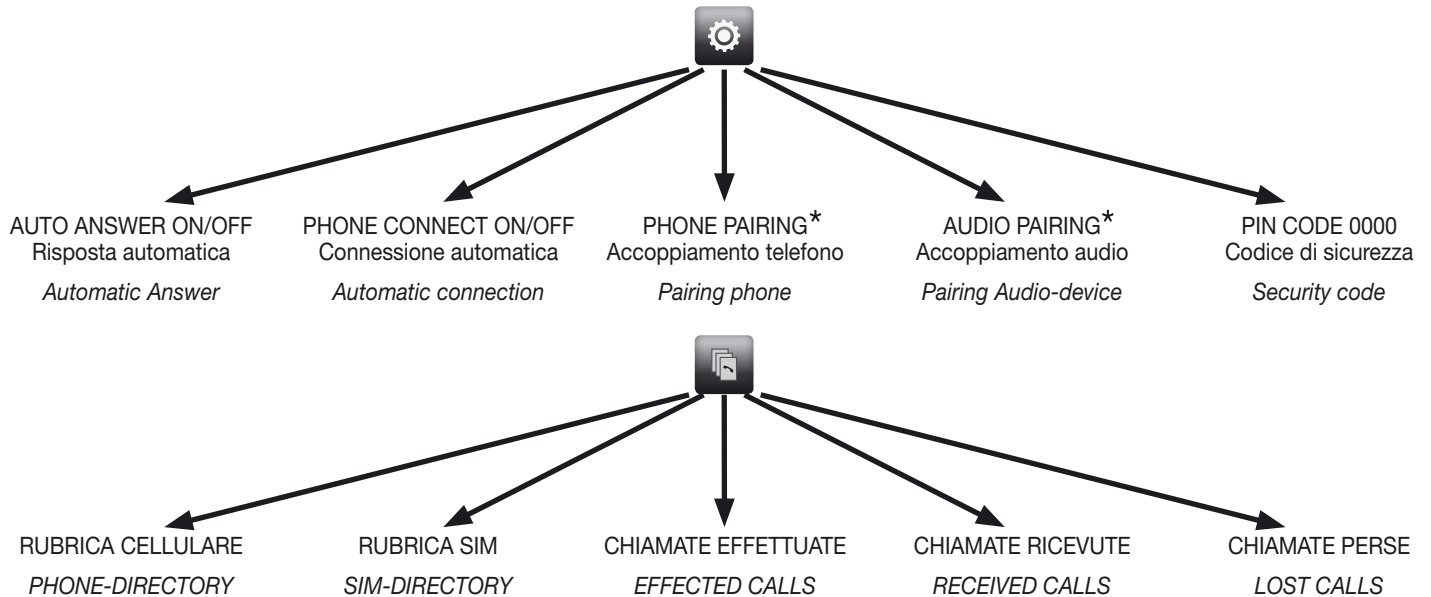 AUTO ANSWER ON/OFF
Risposta automatica
Automatic Answer
PHONE CONNECT ON/OFF
Connessione automatica
Automatic connection
PHONE PAIRING*
Accoppiamento telefono
Pairing phone
AUDIO PAIRING*
Accoppiamento audio
Pairing Audio-device
PIN CODE 0000
Codice di sicurezza
Security code
RUBRICA CELLULARE
PHONE-DIRECTORY
RUBRICA SIM
SIM-DIRECTORY
CHIAMATE EFFETTUATE
EFFECTED CALLS
CHIAMATE RICEVUTE
RECEIVED CALLS
CHIAMATE PERSE
LOST CALLS